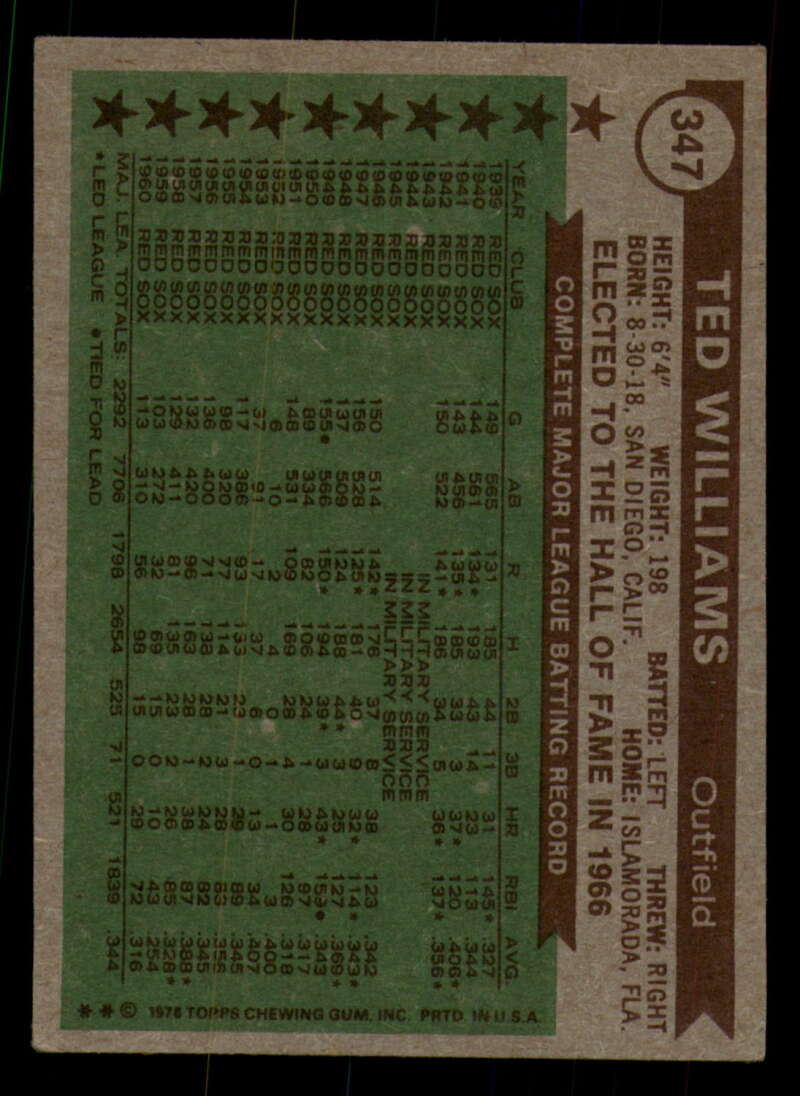 347
TED WILLIAMS Outfield
HEIGHT: 6'4" WEIGHT: 198 BATTED: LEFT THREW: RIGHT
BORN: 8-30-18, SAN DIEGO, CALIF. HOME: ISLAMORADA, FLA.
ELECTED TO THE HALL OF FAME IN 1966
COMPLETE MAJOR LEAGUE BATTING RECORD
YEAR CLUB G AB R H 2B 3B HR RBI AVG.
1939 RED SOX 149 565 131 185 44 11 31 145* .327
1940 RED SOX 144 561 134* 193 43 14 23 113 .344
1941 RED SOX 143 456 135* 185 33 3 37* 120 .406*
1942 RED SOX 150 522 141* 186 34 5 36* 137* .356*
1943 RED SOX IN MILITARY SERVICE
1944 RED SOX IN MILITARY SERVICE
1945 RED SOX IN MILITARY SERVICE
1946 RED SOX 150 514 142* 176 37 8 38 123 .342
1947 RED SOX 156 528 125* 181 40 9 32* 114* .343*
1948 RED SOX 137 509 124 188 44* 3 25 127 .369*
1949 RED SOX 155• 566 150* 194 39* 3 43* 159• .343
1950 RED SOX 89 334 82 106 24 1 28 97 .317
1951 RED SOX 148 531 109 169 28 4 30 126 .318
1952 RED SOX 6 10 2 4 0 1 1 3 .400
1953 RED SOX 37 91 17 37 6 0 13 34 .407
1954 RED SOX 117 386 93 133 23 1 29 89 .345
1955 RED SOX 98 320 77 114 21 3 28 83 .356
1956 RED SOX 136 400 71 138 28 2 24 82 .345
1957 RED SOX 132 420 96 163 28 1 38 87 .388*
1958 RED SOX 129 411 81 135 23 2 26 85 .328*
1959 RED SOX 103 272 32 69 15 0 10 43 .254
1960 RED SOX 113 310 56 98 15 0 29 72 .316
MAJ. LEA. TOTALS: 2292 7706 1798 2654 525 71 521 1839 .344
*LED LEAGUE •TIED FOR LEAD
* * © 1976 TOPPS CHEWING GUM, INC. PRTD. IN U.S.A.